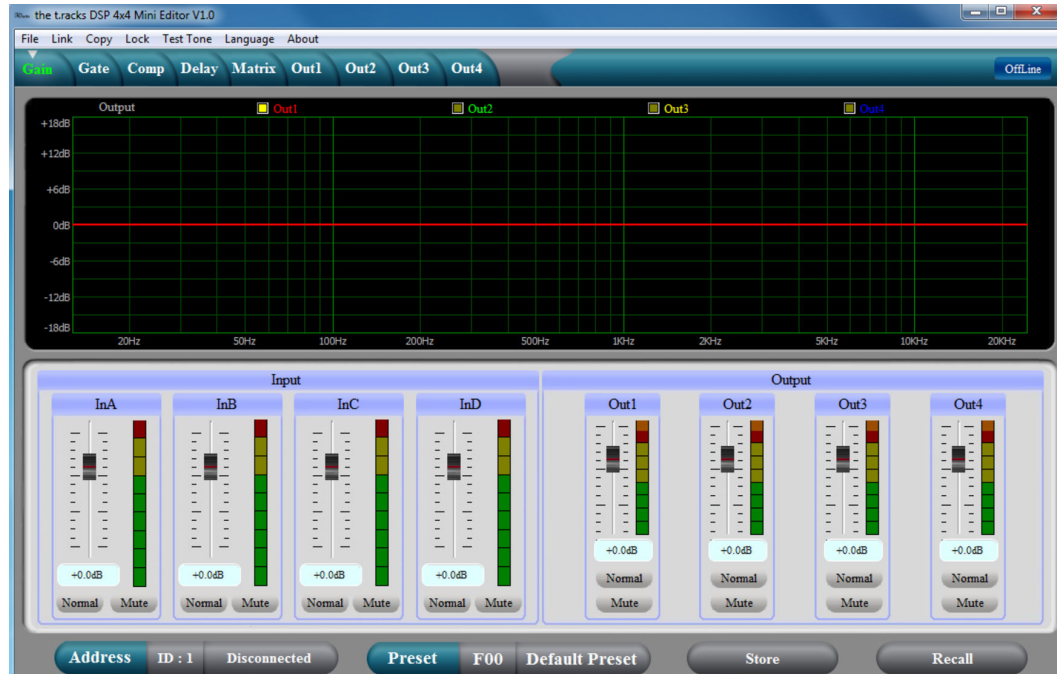 the t.racks DSP 4x4 Mini Editor V1.0
File Link Copy Lock Test Tone Language About
Gain Gate Comp Delay Matrix Out1 Out2 Out3 Out4 OffLine
Output Out1 Out2 Out3 Out4
+18dB
+12dB
+6dB
0dB
-6dB
-12dB
-18dB
20Hz 50Hz 100Hz 200Hz 500Hz 1KHz 2KHz 5KHz 10KHz 20KHz
Input Output
InA InB InC InD Out1 Out2 Out3 Out4
+0.0dB +0.0dB +0.0dB +0.0dB
+0.0dB +0.0dB +0.0dB +0.0dB
Normal Normal Normal Normal
Normal Mute Normal Mute Normal Mute Normal Mute Mute Mute Mute Mute
Address ID : 1 Disconnected Preset F00 Default Preset Store Recall